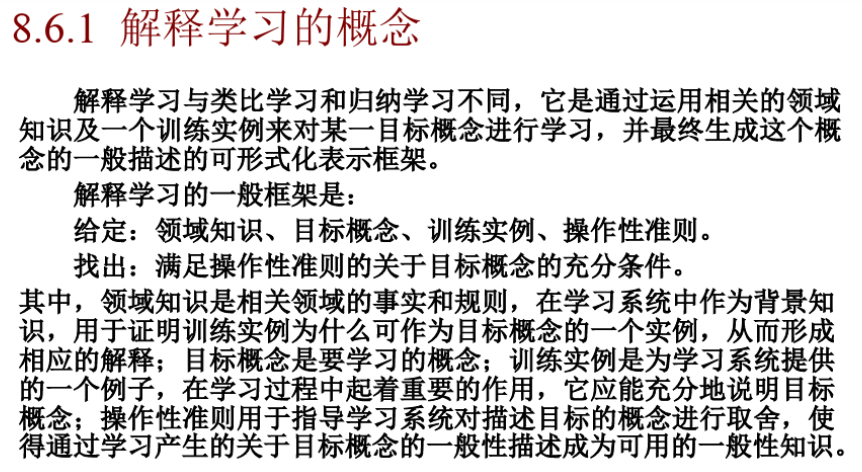 8.6.1 解释学习的概念
解释学习与类比学习和归纳学习不同，它是通过运用相关的领域
知识及一个训练实例来对某一目标概念进行学习，并最终生成这个概
念的一般描述的可形式化表示框架。
解释学习的一般框架是：
给定：领域知识、目标概念、训练实例、操作性准则。
找出：满足操作性准则的关于目标概念的充分条件。
其中，领域知识是相关领域的事实和规则，在学习系统中作为背景知
识，用于证明训练实例为什么可作为目标概念的一个实例，从而形成
相应的解释；目标概念是要学习的概念；训练实例是为学习系统提供
的一个例子，在学习过程中起着重要的作用，它应能充分地说明目标
概念；操作性准则用于指导学习系统对描述目标的概念进行取舍，使
得通过学习产生的关于目标概念的一般性描述成为可用的一般性知识。